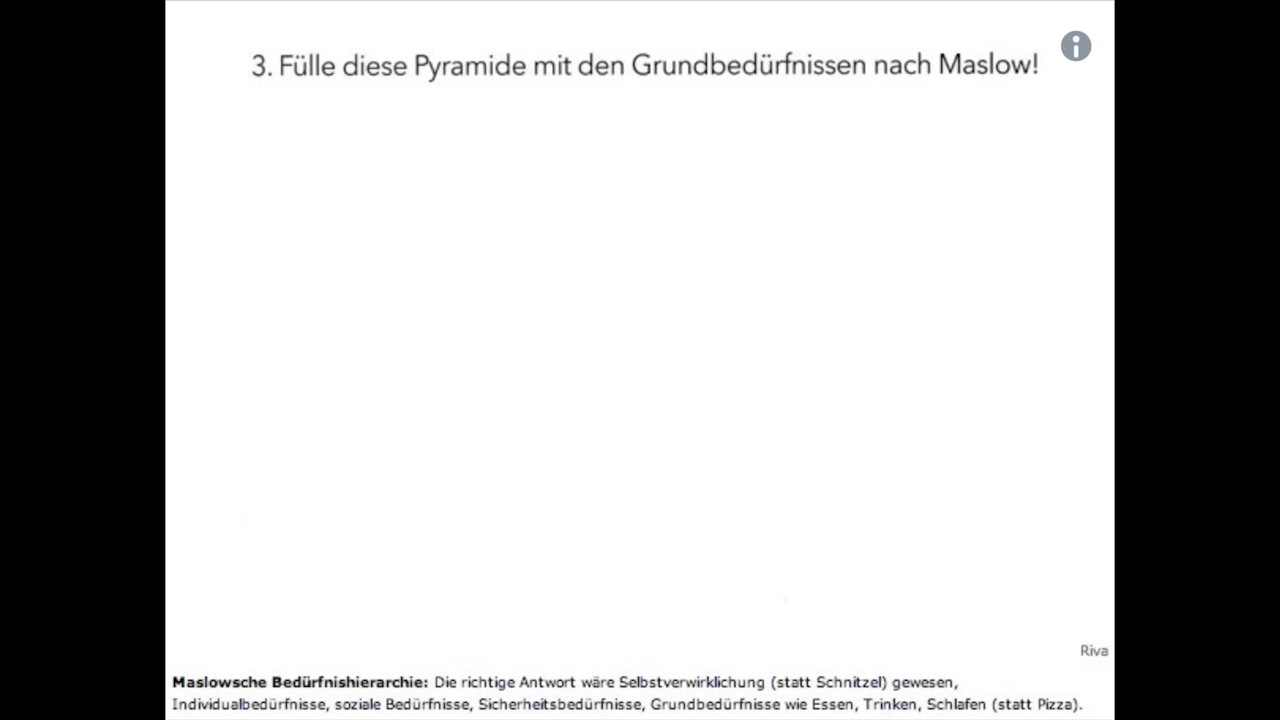 3. Fülle diese Pyramide mit den Grundbedürfnissen nach Maslow!
Riva
Maslowsche Bedürfnishierarchie: Die richtige Antwort wäre Selbstverwirklichung (statt Schnitzel) gewesen,
Individualbedürfnisse, soziale Bedürfnisse, Sicherheitsbedürfnisse, Grundbedürfnisse wie Essen, Trinken, Schlafen (statt Pizza).